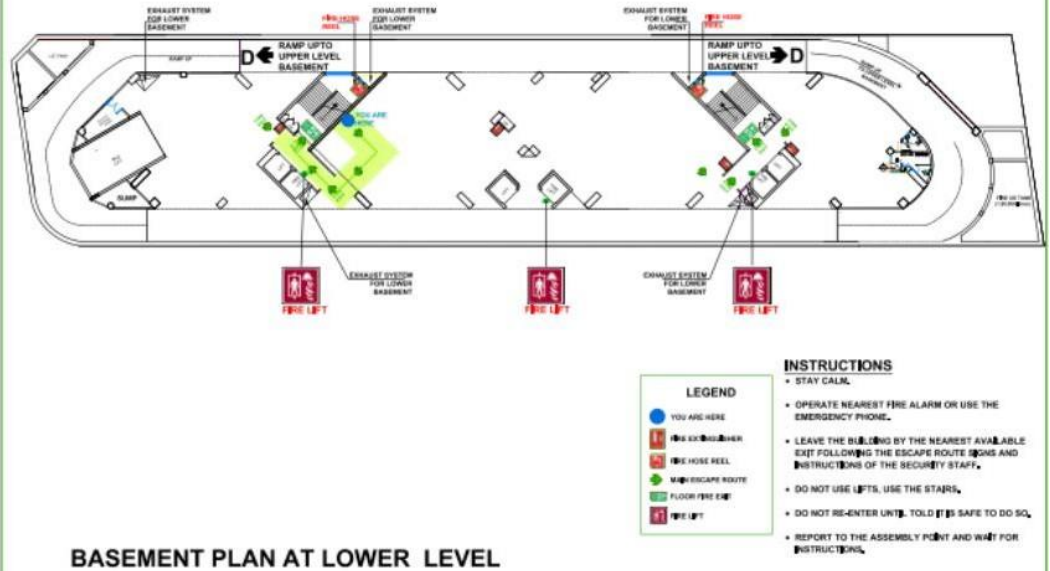 EXHAUST SYSTEM
FOR LOWER
BASEMENT
FIRE HOSE
REEL
EXHAUST SYSTEM
FOR LOWER
BASEMENT
EXHAUST SYSTEM
FOR LOWER
BASEMENT
FIRE HOSE
REEL
RAMP UP
D
RAMP UPTO
UPPER LEVEL
BASEMENT
RAMP UPTO
UPPER LEVEL
BASEMENT
D
YOU ARE
HERE
SUMP
EXHAUST SYSTEM
FOR LOWER
BASEMENT
EXHAUST SYSTEM
FOR LOWER
BASEMENT
FIRE LIFT
FIRE LIFT
FIRE LIFT
LEGEND
YOU ARE HERE
FIRE EXTINGUISHER
FIRE HOSE REEL
MAIN ESCAPE ROUTE
FLOOR FIRE EXIT
FIRE LIFT
INSTRUCTIONS
• STAY CALM.
• OPERATE NEAREST FIRE ALARM OR USE THE
EMERGENCY PHONE.
• LEAVE THE BUILDING BY THE NEAREST AVAILABLE
EXIT FOLLOWING THE ESCAPE ROUTE SIGNS AND
INSTRUCTIONS OF THE SECURITY STAFF.
• DO NOT USE LIFTS, USE THE STAIRS.
• DO NOT RE-ENTER UNTIL TOLD IT IS SAFE TO DO SO.
• REPORT TO THE ASSEMBLY POINT AND WAIT FOR
INSTRUCTIONS.
BASEMENT PLAN AT LOWER LEVEL